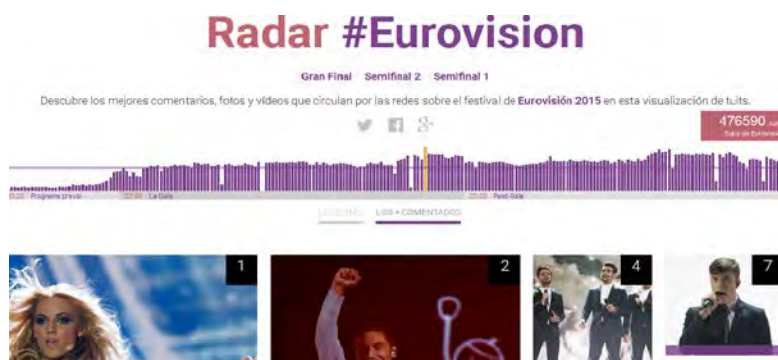 Radar #Eurovision
Gran Final Semifinal 2 Semifinal 1
Descubre los mejores comentarios, fotos y vídeos que circulan por las redes sobre el festival de Eurovisión 2015 en esta visualización de tuits.
476590
Programa previo La Gala Post-Gala
LOS + COMENTADOS
1 2 4 7